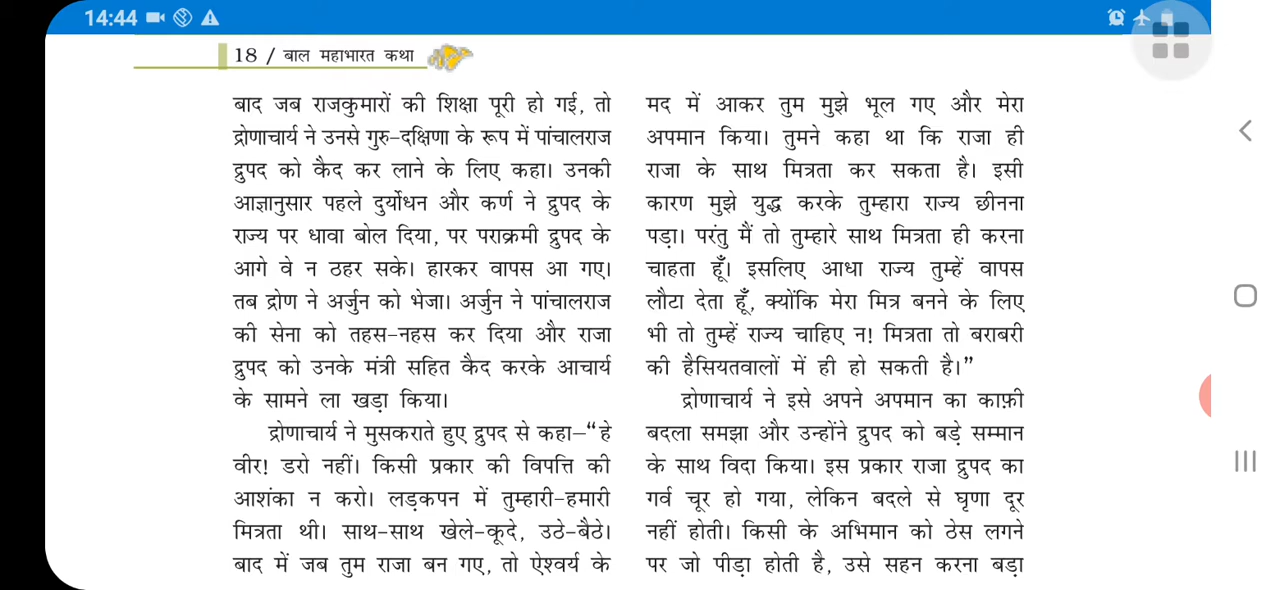 14:44
18 / बाल महाभारत कथा
बाद जब राजकुमारों की शिक्षा पूरी हो गई, तो
द्रोणाचार्य ने उनसे गुरु-दक्षिणा के रूप में पांचालराज
द्रुपद को कैद कर लाने के लिए कहा। उनकी
आज्ञानुसार पहले दुर्योधन और कर्ण ने द्रुपद के
राज्य पर धावा बोल दिया, पर पराक्रमी द्रुपद के
आगे वे न ठहर सके। हारकर वापस आ गए।
तब द्रोण ने अर्जुन को भेजा। अर्जुन ने पांचालराज
की सेना को तहस-नहस कर दिया और राजा
द्रुपद को उनके मंत्री सहित कैद करके आचार्य
के सामने ला खड़ा किया।
द्रोणाचार्य ने मुसकराते हुए द्रुपद से कहा–“हे
वीर! डरो नहीं। किसी प्रकार की विपत्ति की
आशंका न करो। लड़कपन में तुम्हारी-हमारी
मित्रता थी। साथ-साथ खेले-कूदे, उठे-बैठे।
बाद में जब तुम राजा बन गए, तो ऐश्वर्य के
मद में आकर तुम मुझे भूल गए और मेरा
अपमान किया। तुमने कहा था कि राजा ही
राजा के साथ मित्रता कर सकता है। इसी
कारण मुझे युद्ध करके तुम्हारा राज्य छीनना
पड़ा। परंतु मैं तो तुम्हारे साथ मित्रता ही करना
चाहता हूँ। इसलिए आधा राज्य तुम्हें वापस
लौटा देता हूँ, क्योंकि मेरा मित्र बनने के लिए
भी तो तुम्हें राज्य चाहिए न! मित्रता तो बराबरी
की हैसियतवालों में ही हो सकती है।”
द्रोणाचार्य ने इसे अपने अपमान का काफ़ी
बदला समझा और उन्होंने द्रुपद को बड़े सम्मान
के साथ विदा किया। इस प्रकार राजा द्रुपद का
गर्व चूर हो गया, लेकिन बदले से घृणा दूर
नहीं होती। किसी के अभिमान को ठेस लगने
पर जो पीड़ा होती है, उसे सहन करना बड़ा